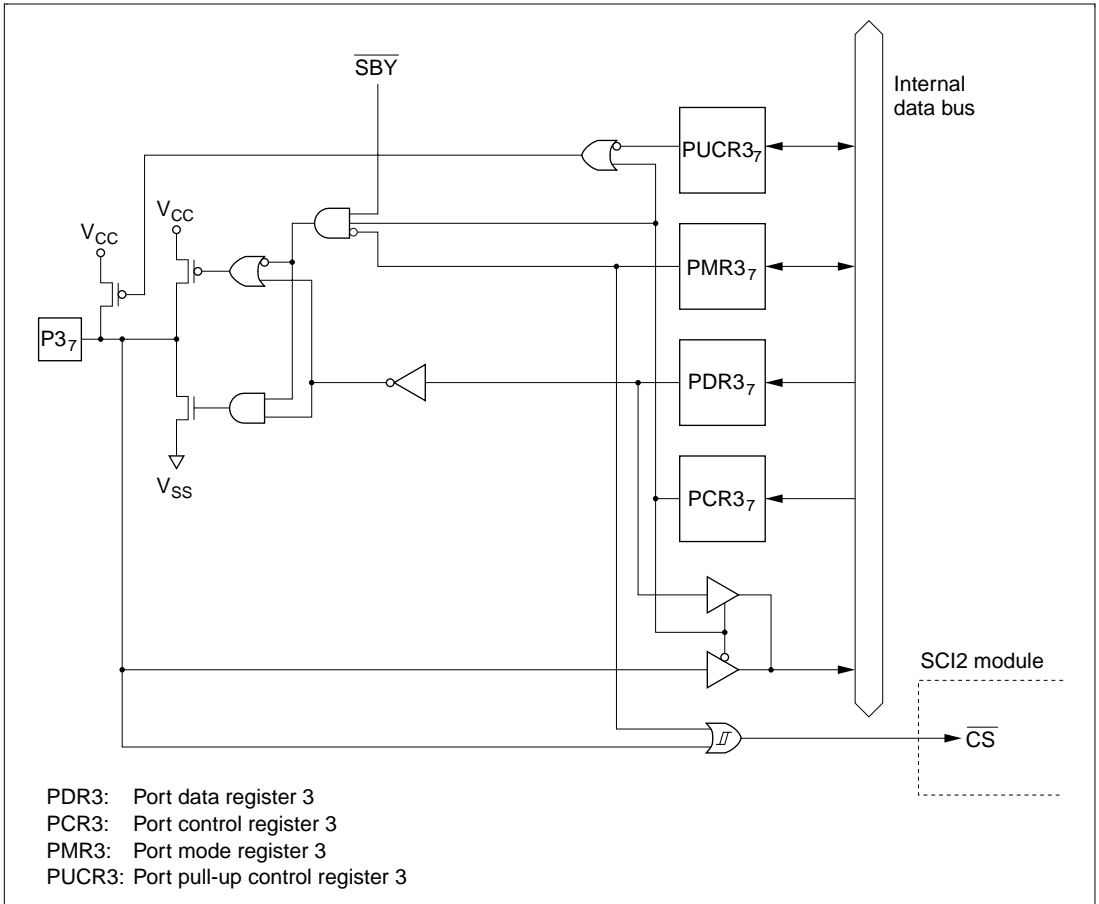 SBY
Internal
data bus
PUCR3₇
V_CC
V_CC
PMR3₇
P3₇
PDR3₇
V_SS
PCR3₇
SCI2 module
CS
PDR3: Port data register 3
PCR3: Port control register 3
PMR3: Port mode register 3
PUCR3: Port pull-up control register 3